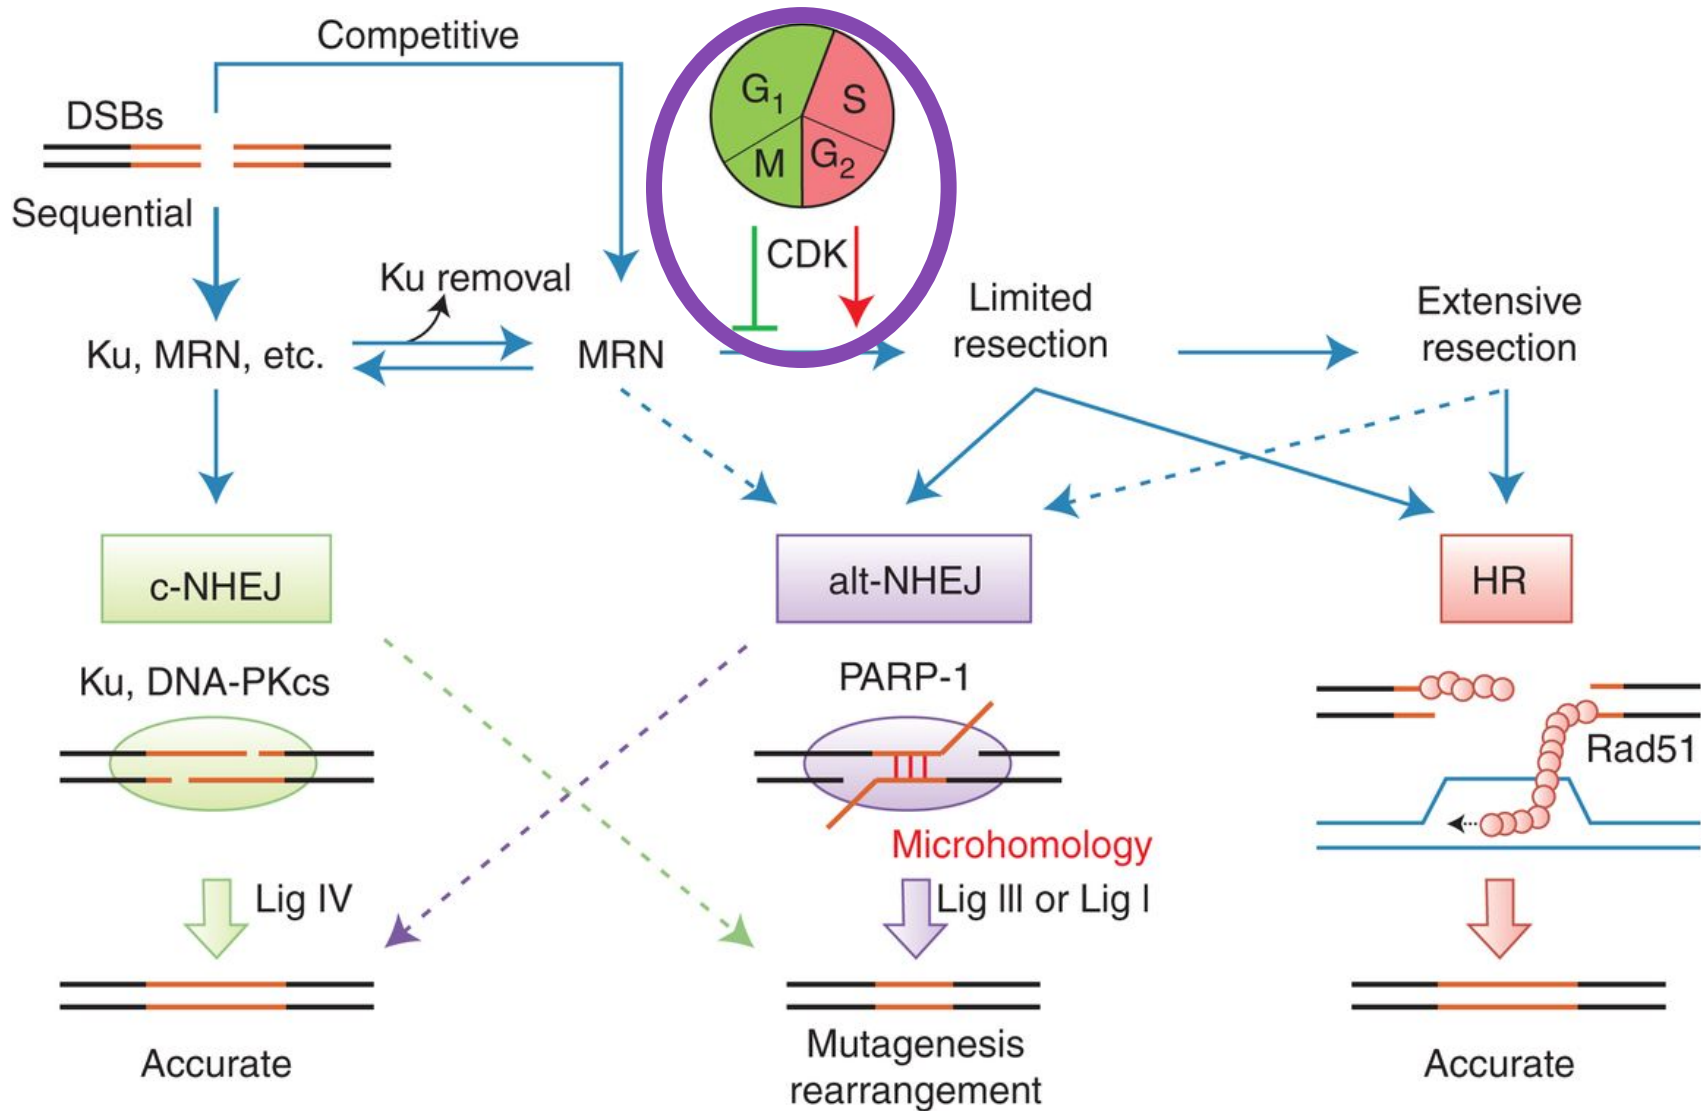 Competitive
DSBs
Sequential
G1
S
M
G2
CDK
Ku removal
Ku, MRN, etc.
MRN
Limited
resection
Extensive
resection
c-NHEJ
alt-NHEJ
HR
Ku, DNA-PKcs
PARP-1
Rad51
Microhomology
Lig IV
Lig III or Lig I
Accurate
Mutagenesis
rearrangement
Accurate